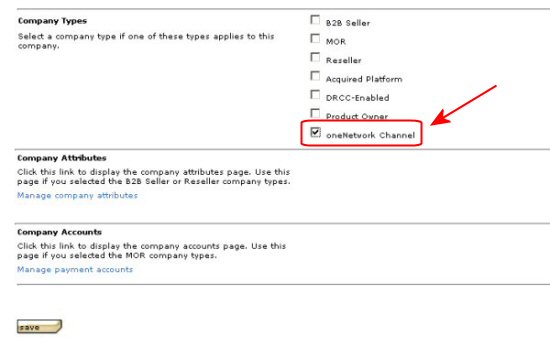 Company Types
Select a company type if one of these types applies to this
company.
B2B Seller
MOR
Reseller
Acquired Platform
DRCC-Enabled
Product Owner
oneNetwork Channel
Company Attributes
Click this link to display the company attributes page. Use this
page if you selected the B2B Seller or Reseller company types.
Manage company attributes
Company Accounts
Click this link to display the company accounts page. Use this
page if you selected the MOR company types.
Manage payment accounts
save